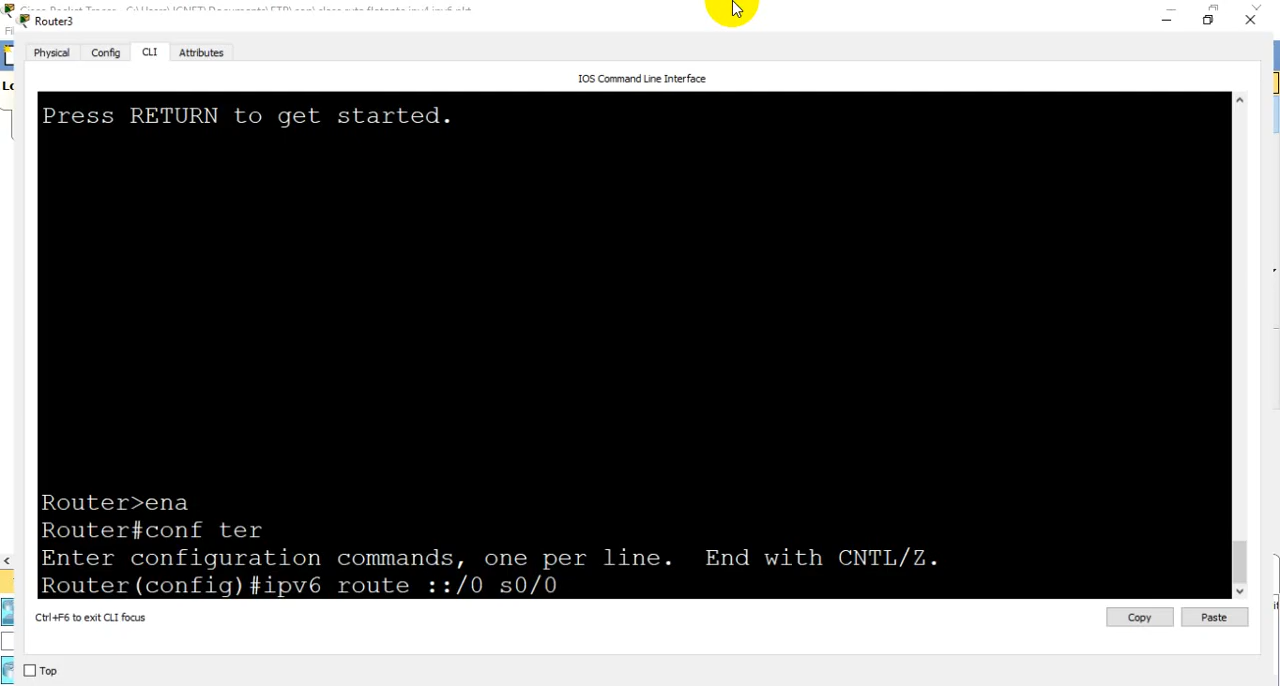 Router3
Physical Config CLI Attributes
IOS Command Line Interface
Press RETURN to get started.
Router>ena
Router#conf ter
Enter configuration commands, one per line.  End with CNTL/Z.
Router(config)#ipv6 route ::/0 s0/0
Ctrl+F6 to exit CLI focus
Copy Paste
Top